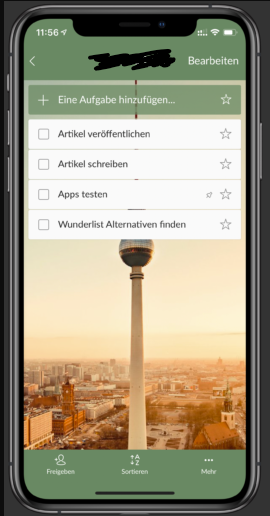 11:56
Bearbeiten
Eine Aufgabe hinzufügen...
Artikel veröffentlichen
Artikel schreiben
Apps testen
Wunderlist Alternativen finden
Freigeben
Sortieren
Mehr